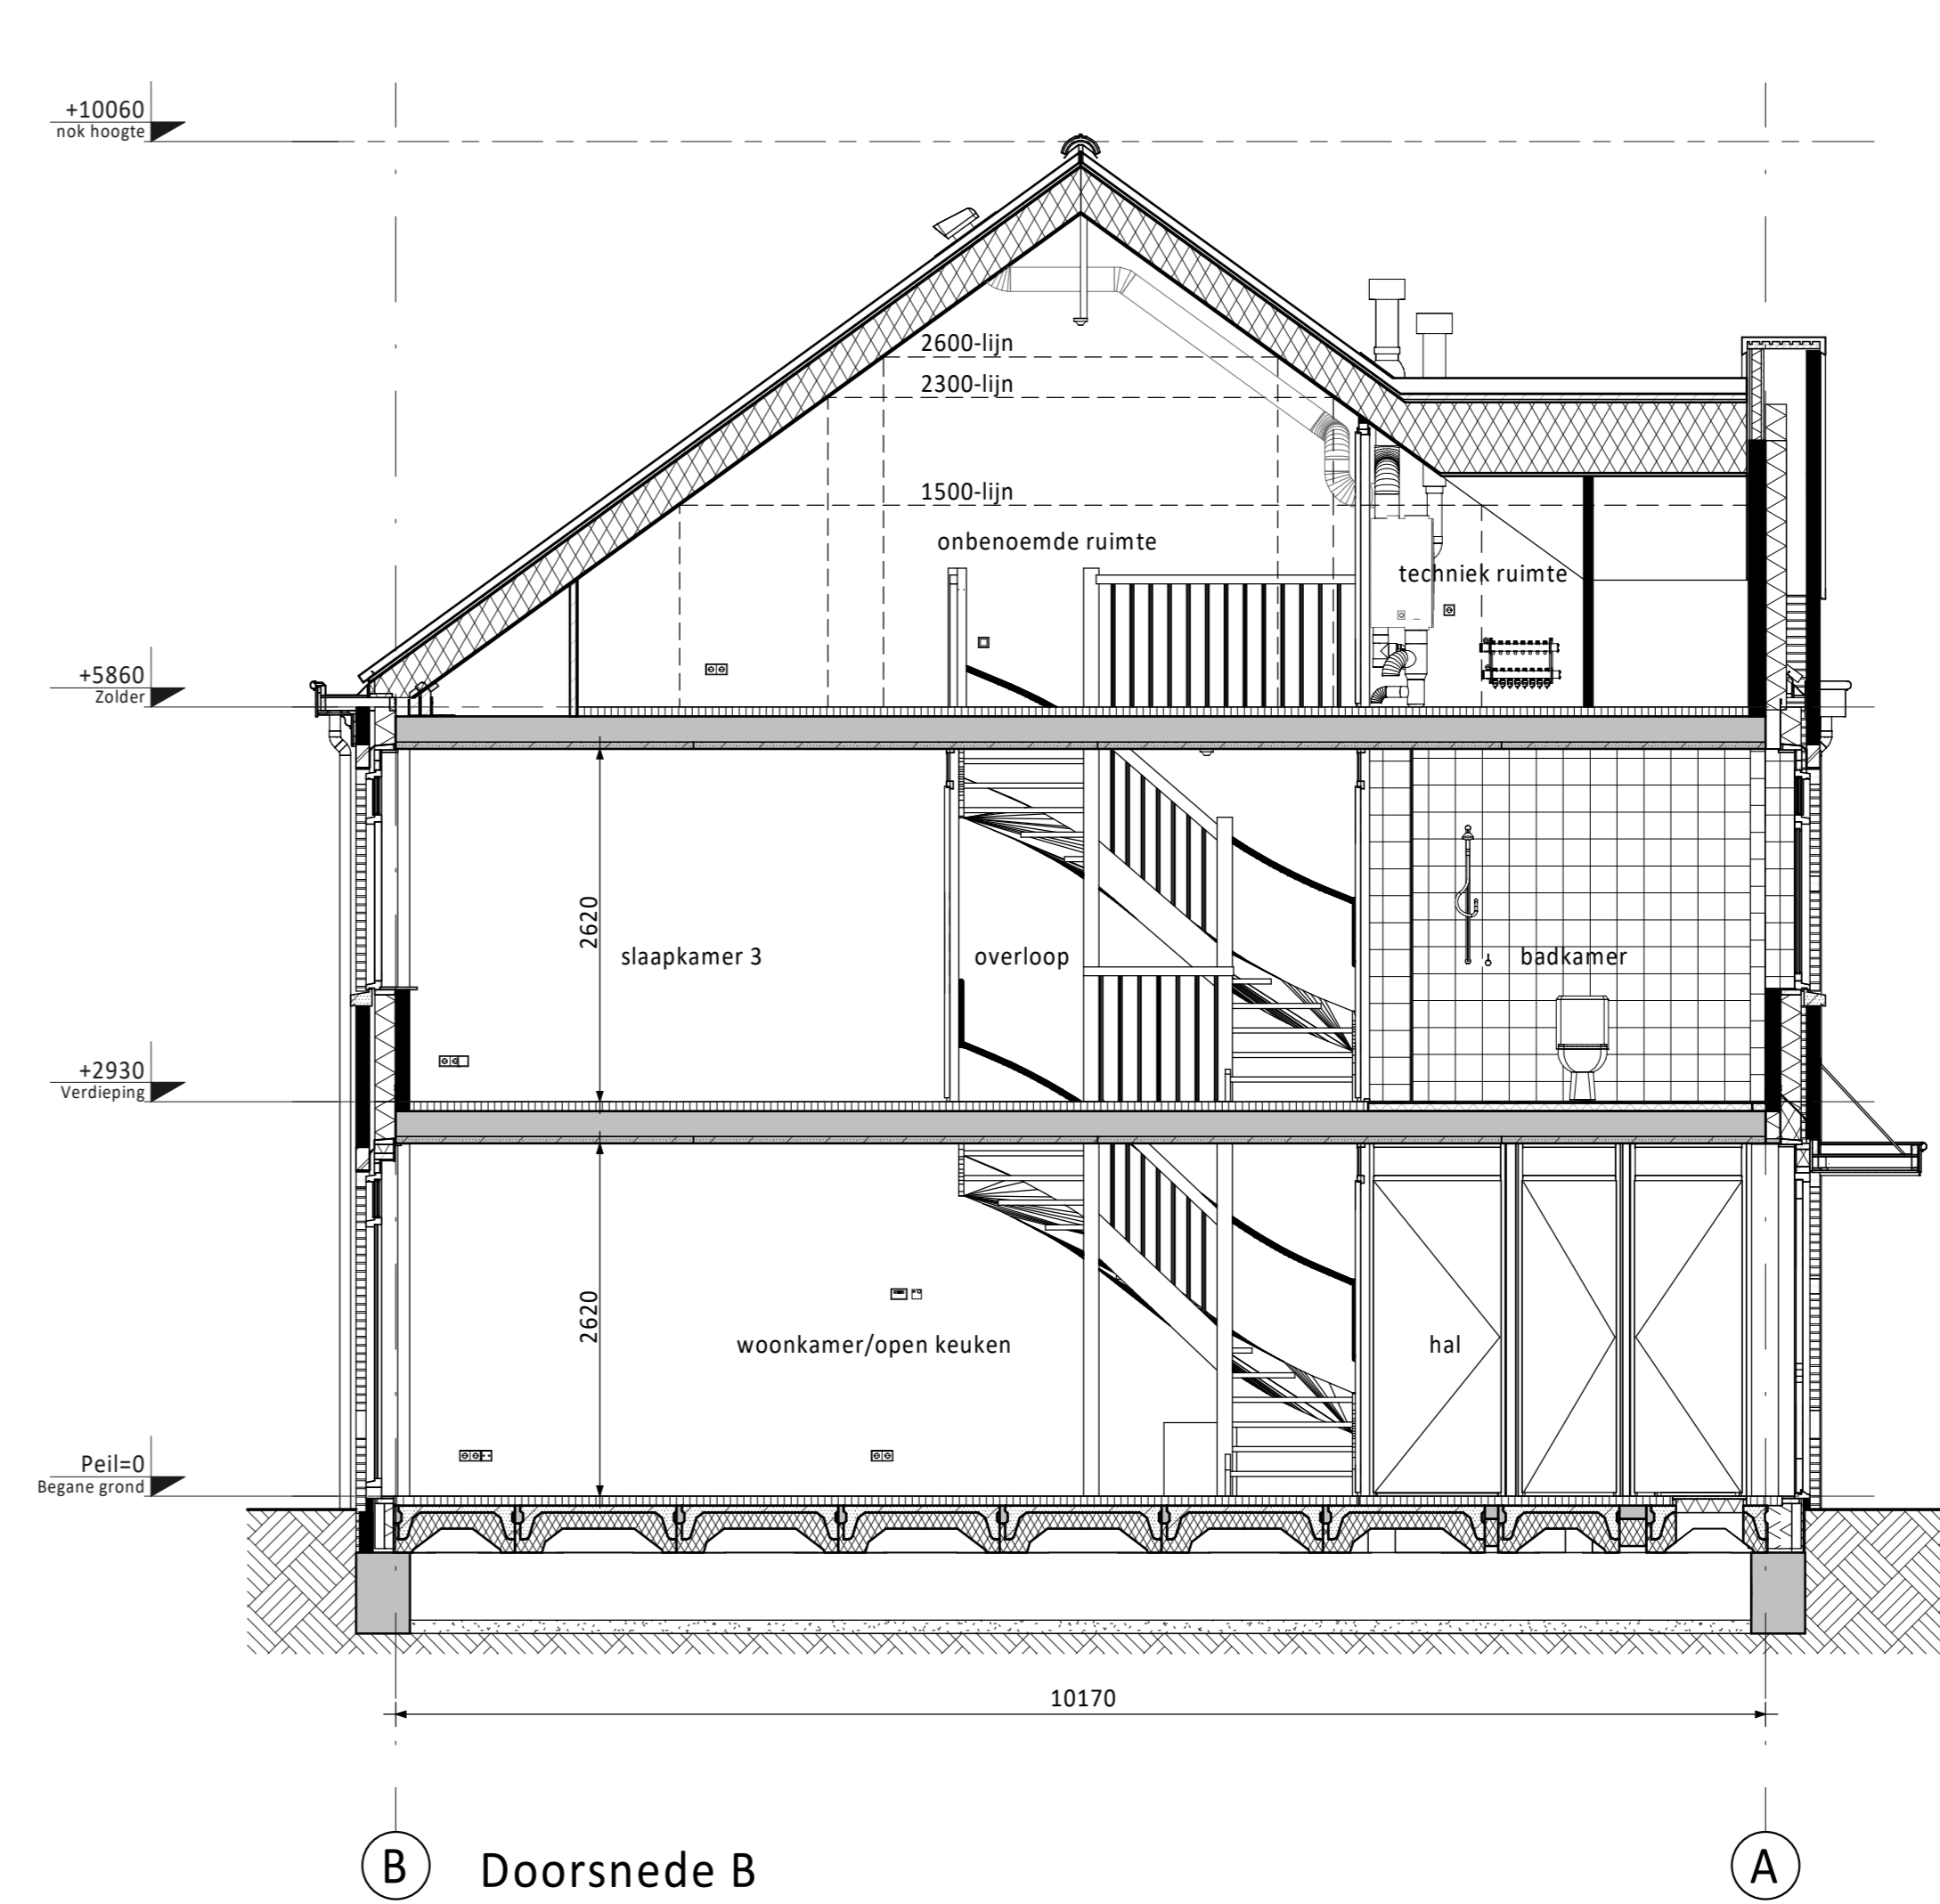 +10060
nok hoogte
2600-lijn
2300-lijn
1500-lijn
onbenoemde ruimte
techniek ruimte
+5860
Zolder
2620
slaapkamer 3
overloop
badkamer
+2930
Verdieping
2620
woonkamer/open keuken
hal
Peil=0
Begane grond
10170
B
Doorsnede B
A